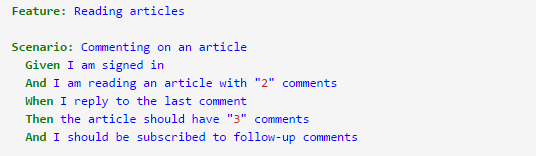 Feature: Reading articles
Scenario: Commenting on an article
Given I am signed in
And I am reading an article with "2" comments
When I reply to the last comment
Then the article should have "3" comments
And I should be subscribed to follow-up comments